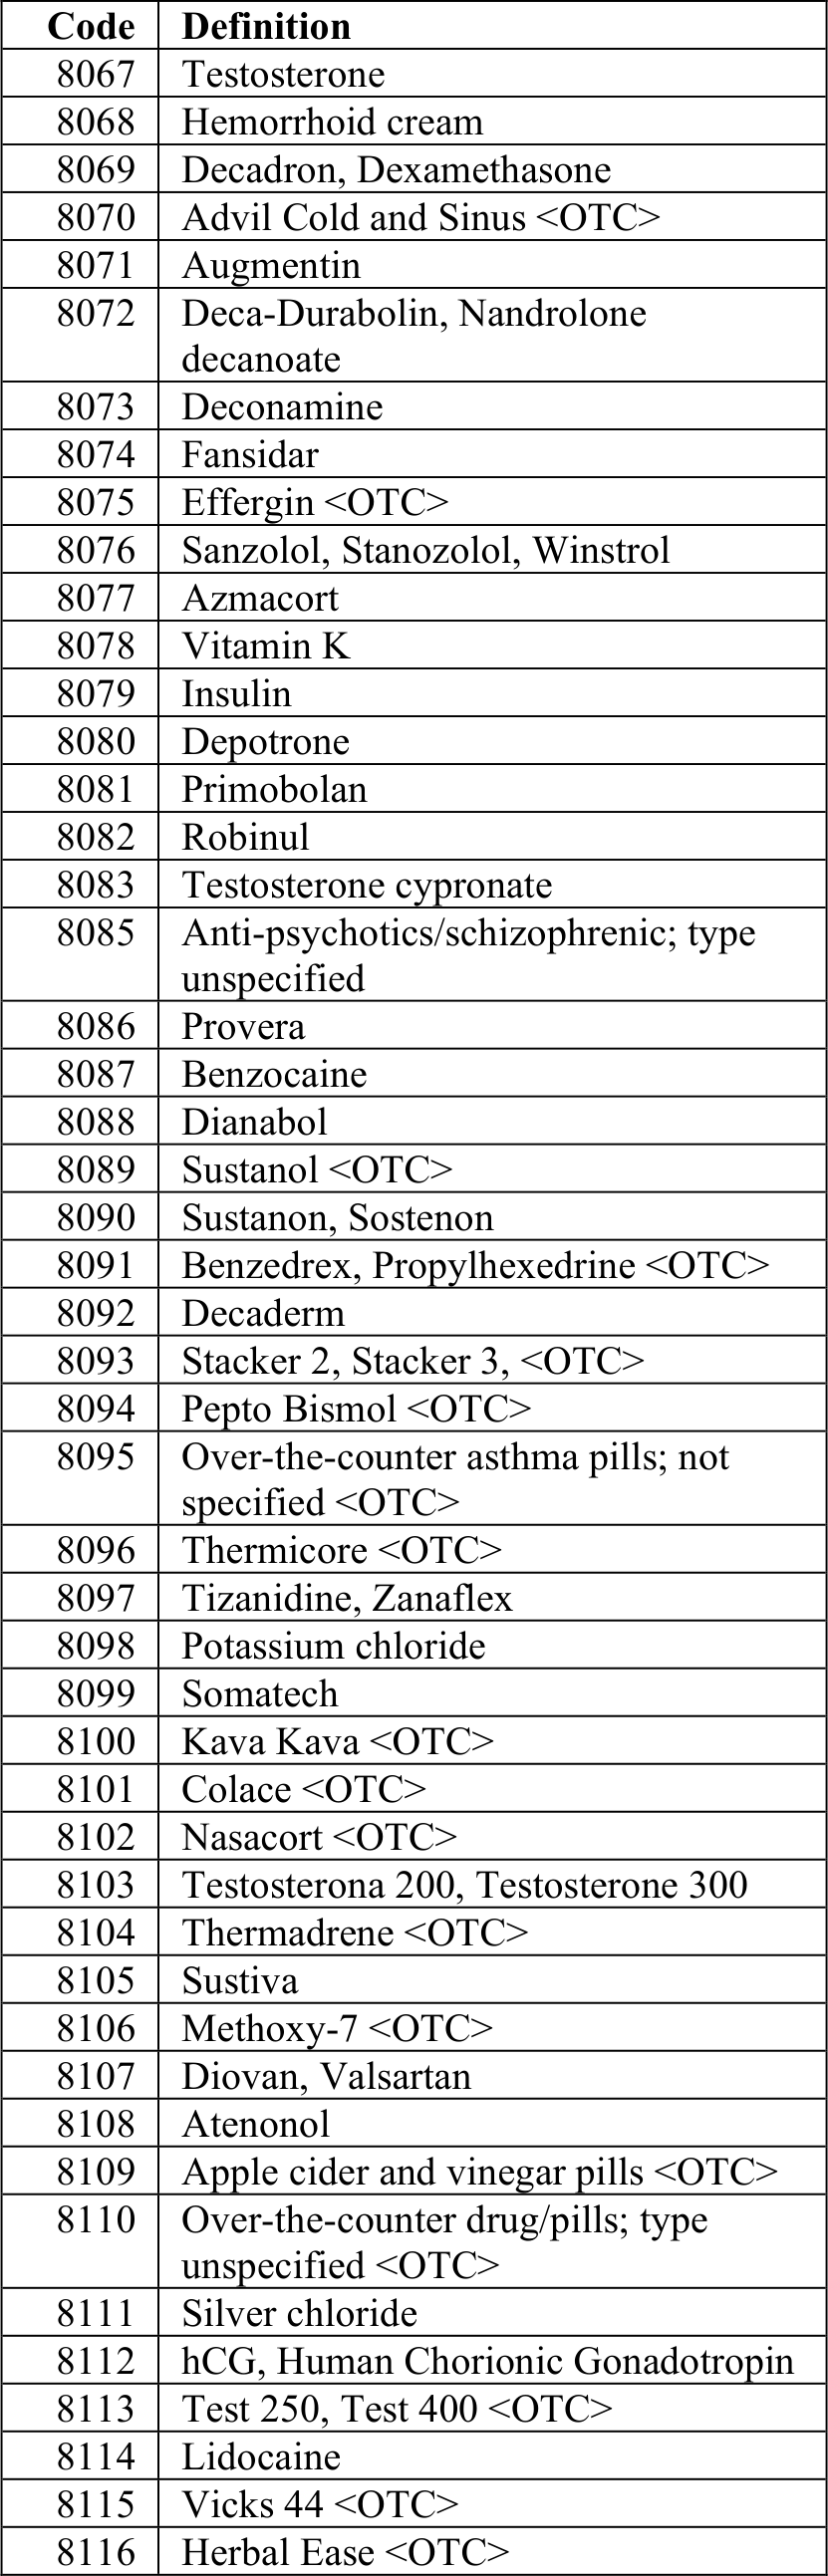 Code Definition
8067 Testosterone
8068 Hemorrhoid cream
8069 Decadron, Dexamethasone
8070 Advil Cold and Sinus <OTC>
8071 Augmentin
8072 Deca-Durabolin, Nandrolone
decanoate
8073 Deconamine
8074 Fansidar
8075 Effergin <OTC>
8076 Sanzolol, Stanozolol, Winstrol
8077 Azmacort
8078 Vitamin K
8079 Insulin
8080 Depotrone
8081 Primobolan
8082 Robinul
8083 Testosterone cypronate
8085 Anti-psychotics/schizophrenic; type
unspecified
8086 Provera
8087 Benzocaine
8088 Dianabol
8089 Sustanol <OTC>
8090 Sustanon, Sostenon
8091 Benzedrex, Propylhexedrine <OTC>
8092 Decaderm
8093 Stacker 2, Stacker 3, <OTC>
8094 Pepto Bismol <OTC>
8095 Over-the-counter asthma pills; not
specified <OTC>
8096 Thermicore <OTC>
8097 Tizanidine, Zanaflex
8098 Potassium chloride
8099 Somatech
8100 Kava Kava <OTC>
8101 Colace <OTC>
8102 Nasacort <OTC>
8103 Testosterona 200, Testosterone 300
8104 Thermadrene <OTC>
8105 Sustiva
8106 Methoxy-7 <OTC>
8107 Diovan, Valsartan
8108 Atenonol
8109 Apple cider and vinegar pills <OTC>
8110 Over-the-counter drug/pills; type
unspecified <OTC>
8111 Silver chloride
8112 hCG, Human Chorionic Gonadotropin
8113 Test 250, Test 400 <OTC>
8114 Lidocaine
8115 Vicks 44 <OTC>
8116 Herbal Ease <OTC>